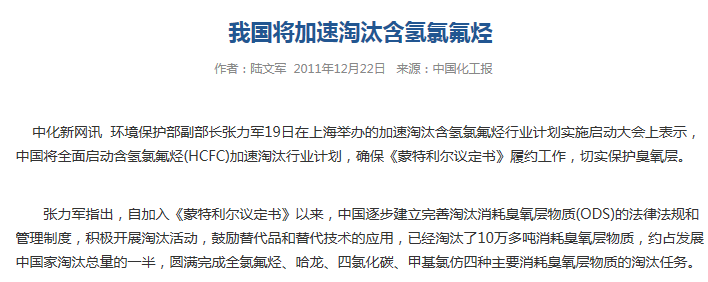 我国将加速淘汰含氢氯氟烃
作者：陆文军 2011年12月22日 来源：中国化工报
中化新网讯 环境保护部副部长张力军19日在上海举办的加速淘汰含氢氯氟烃行业计划实施启动大会上表示，
中国将全面启动含氢氯氟烃(HCFC)加速淘汰行业计划，确保《蒙特利尔议定书》履约工作，切实保护臭氧层。
张力军指出，自加入《蒙特利尔议定书》以来，中国逐步建立完善淘汰消耗臭氧层物质(ODS)的法律法规和
管理制度，积极开展淘汰活动，鼓励替代品和替代技术的应用，已经淘汰了10万多吨消耗臭氧层物质，约占发展
中国家淘汰总量的一半，圆满完成全氯氟烃、哈龙、四氯化碳、甲基氯仿四种主要消耗臭氧层物质的淘汰任务。